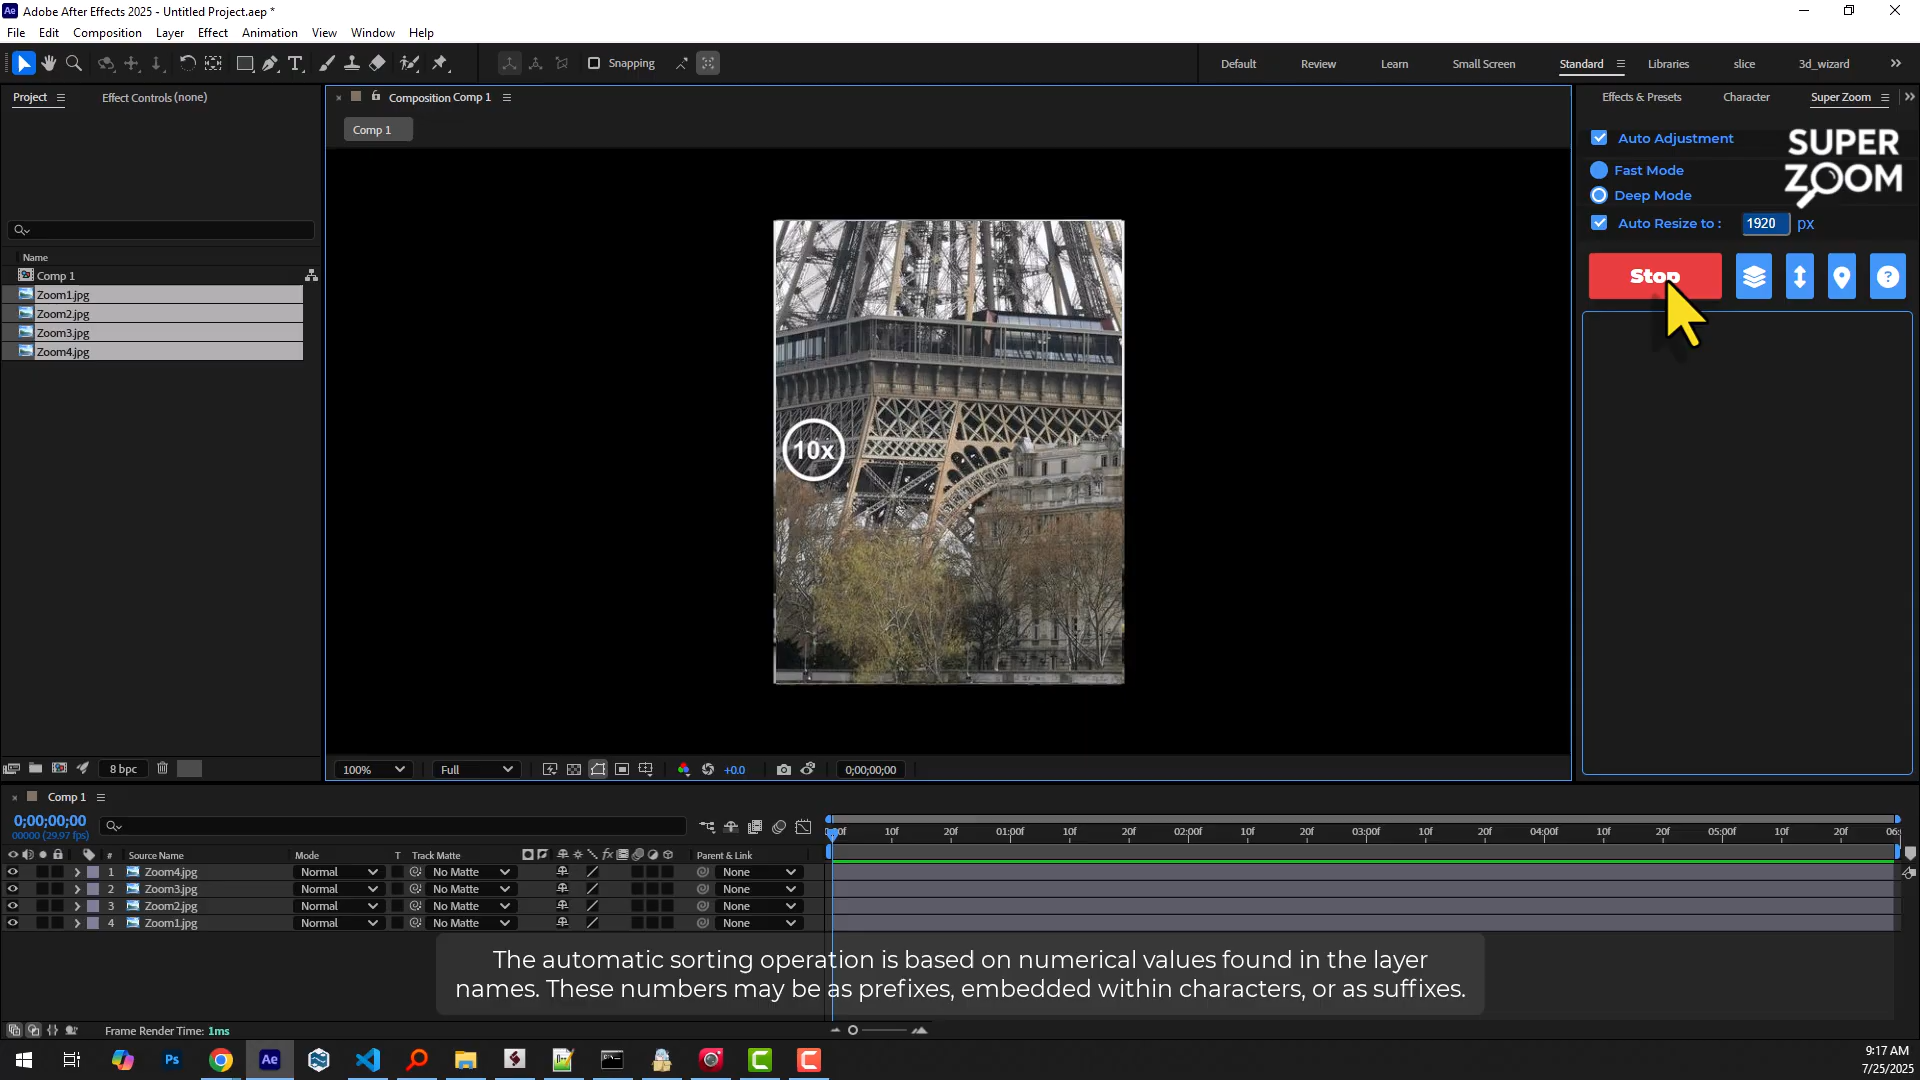 Adobe After Effects 2025 - Untitled Project.aep *
File Edit Composition Layer Effect Animation View Window Help
Snapping
Default Review Learn Small Screen Standard Libraries slice 3d_wizard
Project
Effect Controls (none)
Composition Comp 1
Effects & Presets Character Super Zoom
Comp 1
Auto Adjustment
SUPER
ZOOM
Fast Mode
Deep Mode
Auto Resize to : 1920 px
Stop
Name
Comp 1
Zoom1.jpg
Zoom2.jpg
Zoom3.jpg
Zoom4.jpg
10x
8 bpc
100% Full +0.0 0;00;00;00
Comp 1
0;00;00;00
00000 (29.97 fps)
10f 20f 01:00f 10f 20f 02:00f 10f 20f 03:00f 10f 20f 04:00f 10f 20f 05:00f 10f 20f 06:
# Source Name Mode T Track Matte fx Parent & Link
1 Zoom4.jpg Normal No Matte None
2 Zoom3.jpg Normal No Matte None
3 Zoom2.jpg Normal No Matte None
4 Zoom1.jpg Normal No Matte None
The automatic sorting operation is based on numerical values found in the layer
names. These numbers may be as prefixes, embedded within characters, or as suffixes.
Frame Render Time: 1ms
Ps
Ae
9:17 AM
7/25/2025